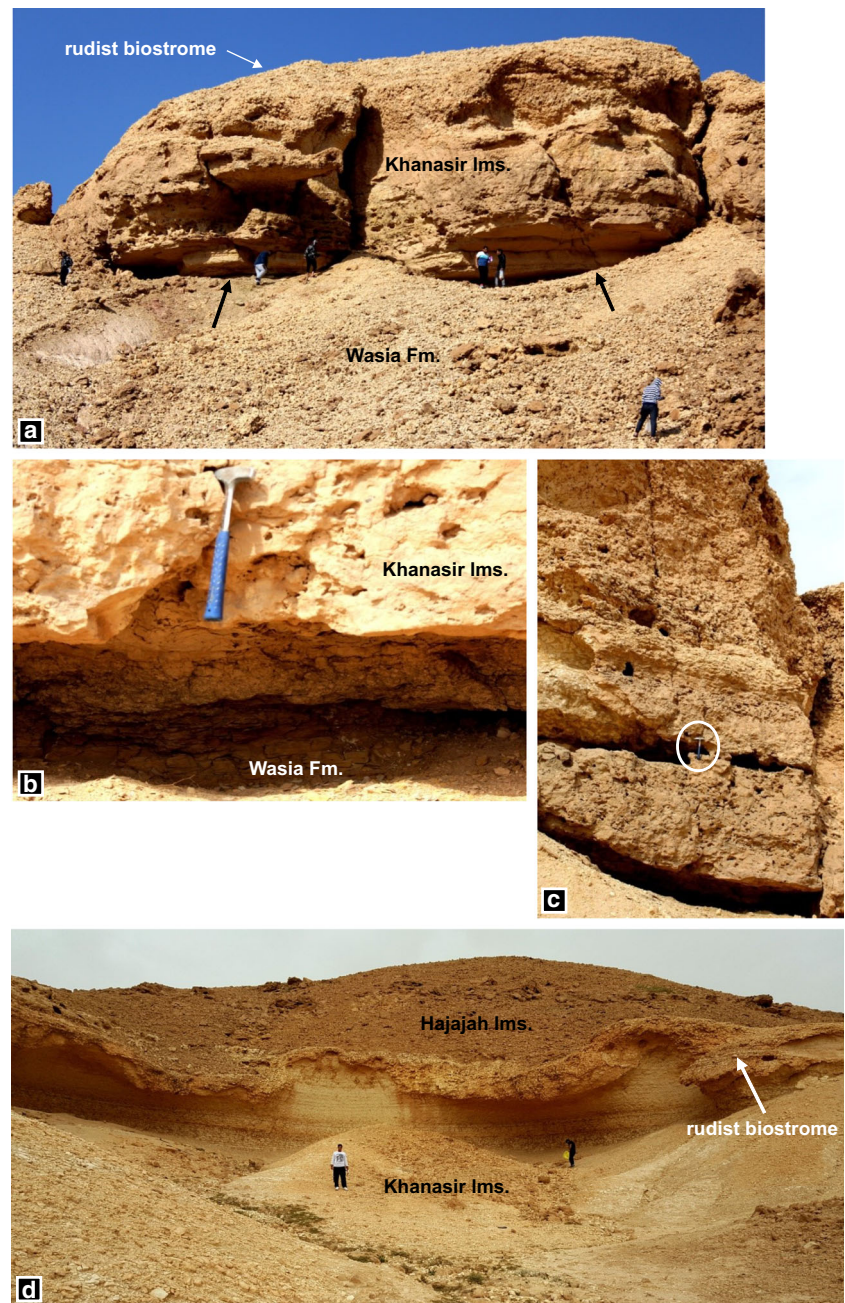 rudist biostrome
Khanasir lms.
Wasia Fm.
a
Khanasir lms.
Wasia Fm.
b
c
Hajajah lms.
rudist biostrome
Khanasir lms.
d